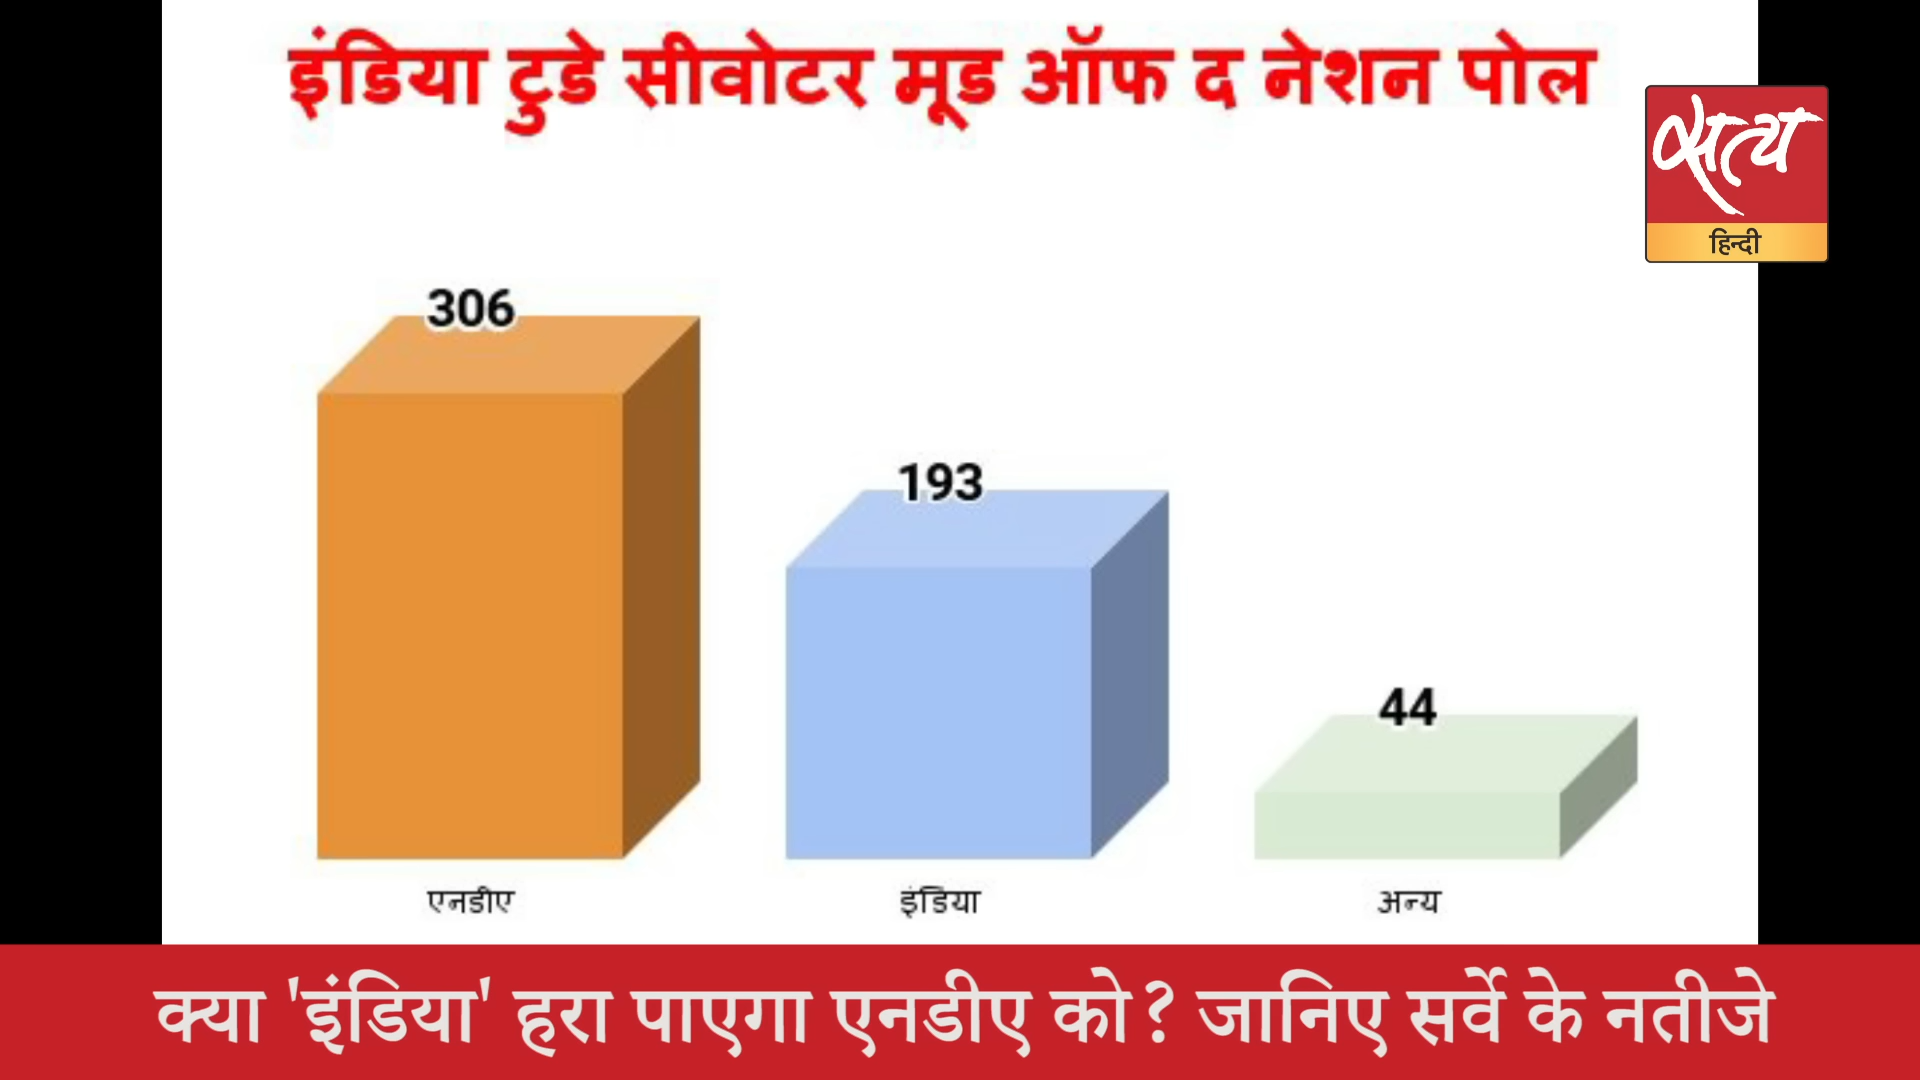 इंडिया टुडे सीवोटर मूड ऑफ द नेशन पोल
सत्य
हिन्दी
306
193
44
एनडीए
इंडिया
अन्य
क्या 'इंडिया' हरा पाएगा एनडीए को? जानिए सर्वे के नतीजे